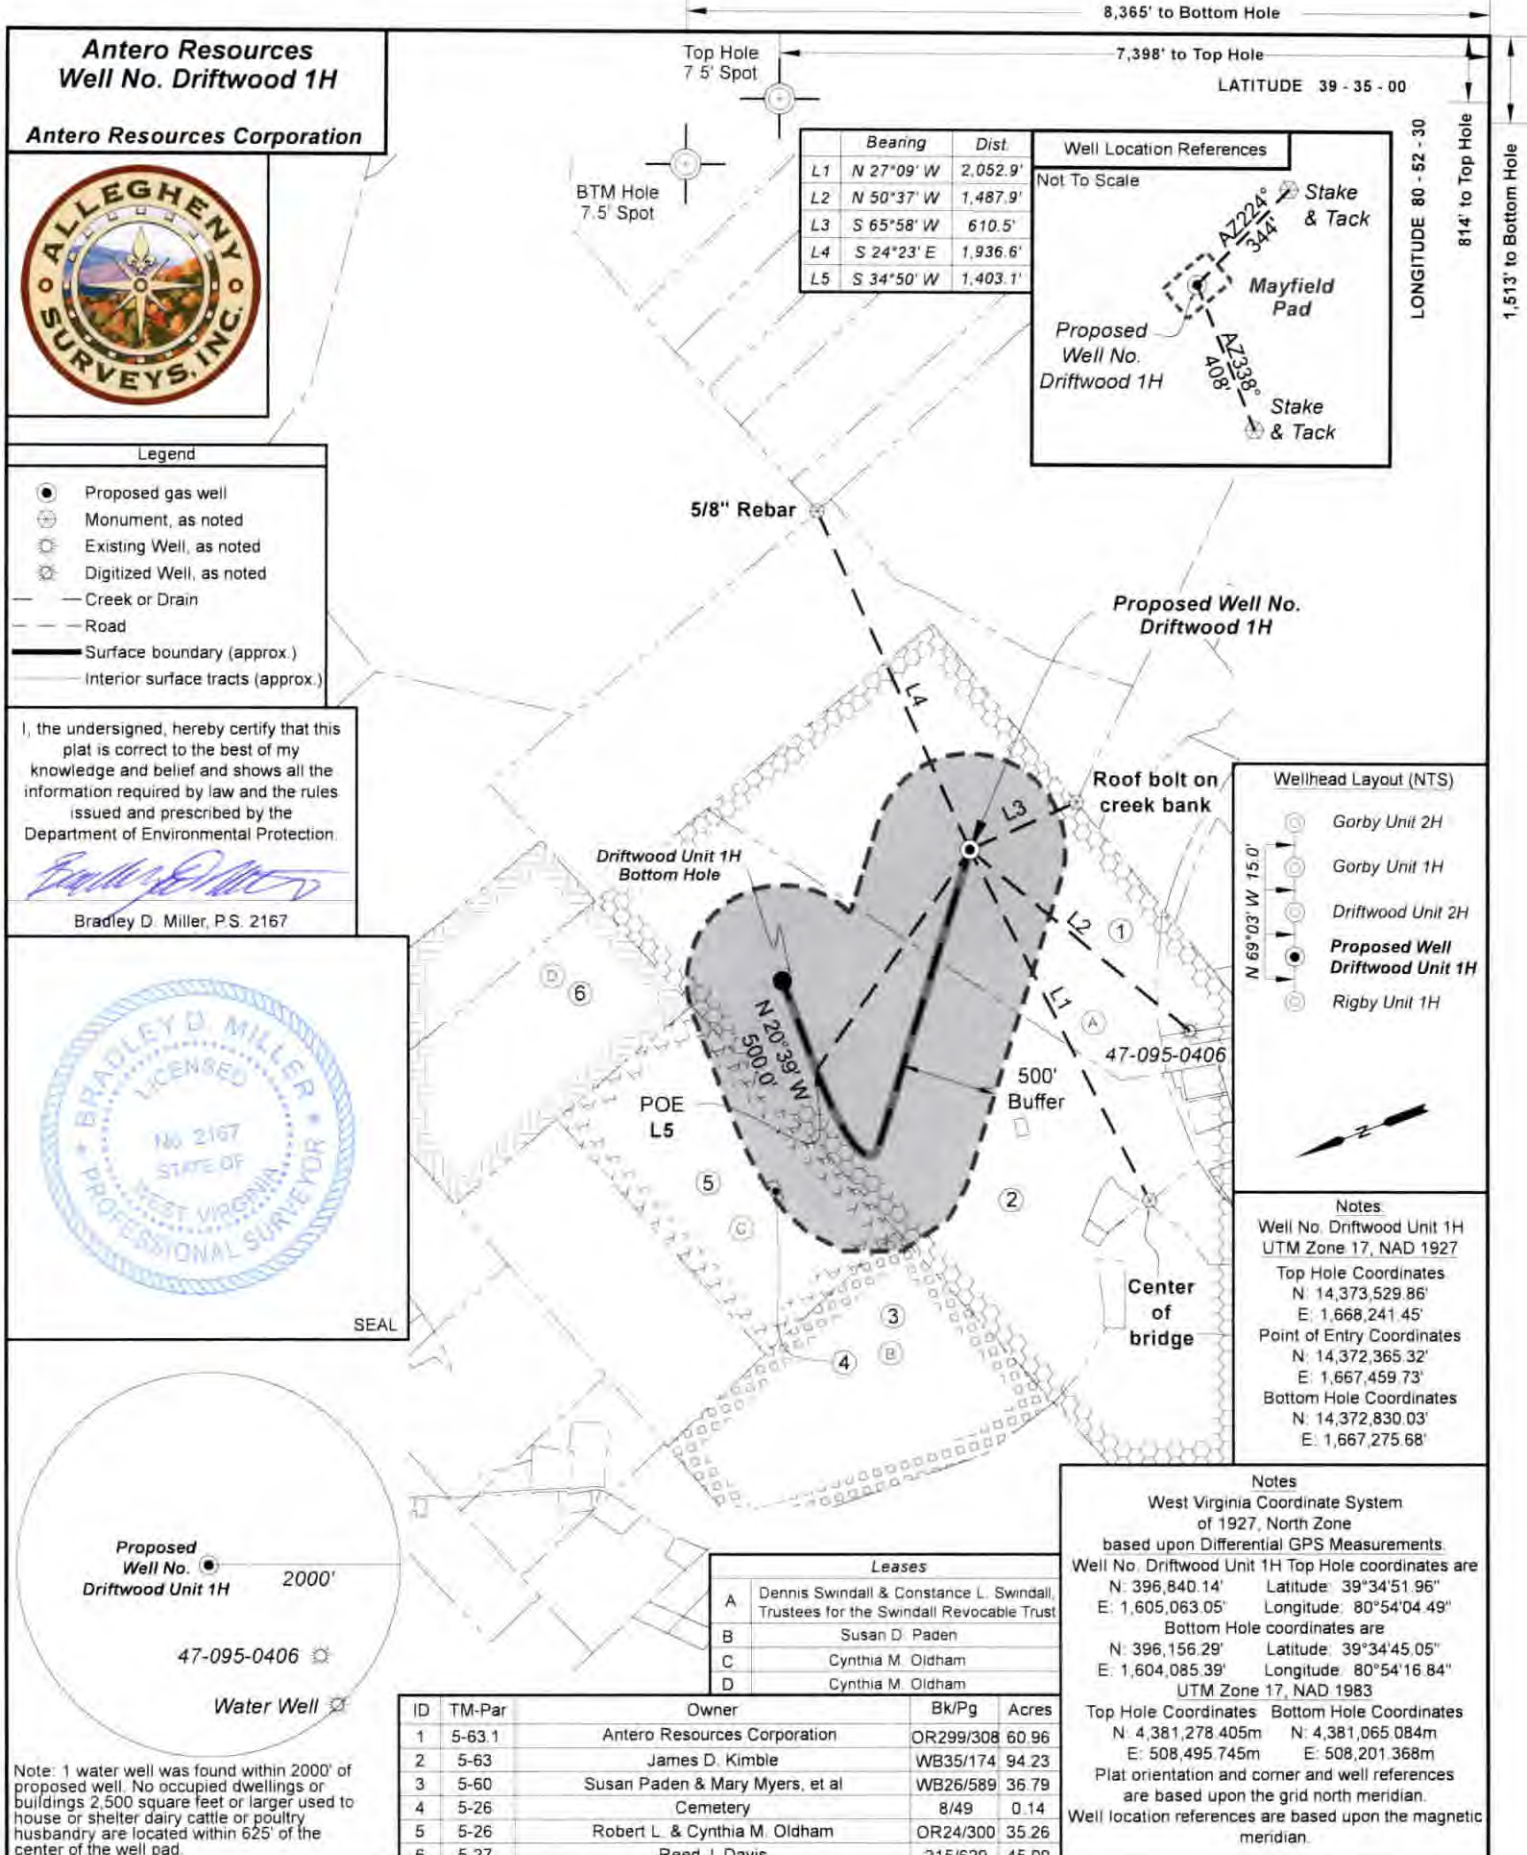 8,365' to Bottom Hole
7,398' to Top Hole
LATITUDE 39 - 35 - 00
LONGITUDE 80 - 52 - 30
814' to Top Hole
1,513' to Bottom Hole
Antero Resources
Well No. Driftwood 1H
Antero Resources Corporation
ALLEGHENY
SURVEYS, INC.
Top Hole
7 5' Spot
BTM Hole
7.5' Spot
Bearing Dist.
L1 N 27°09' W 2,052.9'
L2 N 50°37' W 1,487.9'
L3 S 65°58' W 610.5'
L4 S 24°23' E 1,936.6'
L5 S 34°50' W 1,403.1'
Well Location References
Not To Scale
AZ224°
344'
Stake
& Tack
Mayfield
Pad
Proposed
Well No.
Driftwood 1H
AZ338°
408'
Stake
& Tack
Legend
Proposed gas well
Monument, as noted
Existing Well, as noted
Digitized Well, as noted
Creek or Drain
Road
Surface boundary (approx.)
Interior surface tracts (approx.)
I, the undersigned, hereby certify that this
plat is correct to the best of my
knowledge and belief and shows all the
information required by law and the rules
issued and prescribed by the
Department of Environmental Protection.
Bradley D. Miller, P.S. 2167
BRADLEY D. MILLER
LICENSED
No. 2167
STATE OF
WEST VIRGINIA
PROFESSIONAL SURVEYOR
SEAL
5/8" Rebar
Proposed Well No.
Driftwood 1H
L4
Roof bolt on
creek bank
L3
Driftwood Unit 1H
Bottom Hole
L2
1
L1
A
47-095-0406
D
6
N 20°39' W
500.0'
500'
Buffer
POE
L5
5
C
2
3
B
4
Center
of
bridge
Wellhead Layout (NTS)
N 69°03' W 15.0'
Gorby Unit 2H
Gorby Unit 1H
Driftwood Unit 2H
Proposed Well
Driftwood Unit 1H
Rigby Unit 1H
N
Notes:
Well No. Driftwood Unit 1H
UTM Zone 17, NAD 1927
Top Hole Coordinates
N: 14,373,529.86'
E: 1,668,241.45'
Point of Entry Coordinates
N: 14,372,365.32'
E: 1,667,459.73'
Bottom Hole Coordinates
N: 14,372,830.03'
E: 1,667,275.68'
Proposed
Well No.
Driftwood Unit 1H
2000'
47-095-0406
Water Well
Note: 1 water well was found within 2000' of
proposed well. No occupied dwellings or
buildings 2,500 square feet or larger used to
house or shelter dairy cattle or poultry
husbandry are located within 625' of the
center of the well pad.
Leases
A Dennis Swindall & Constance L. Swindall,
Trustees for the Swindall Revocable Trust
B Susan D. Paden
C Cynthia M. Oldham
D Cynthia M. Oldham
ID TM-Par Owner Bk/Pg Acres
1 5-63.1 Antero Resources Corporation OR299/308 60.96
2 5-63 James D. Kimble WB35/174 94.23
3 5-60 Susan Paden & Mary Myers, et al WB26/589 36.79
4 5-26 Cemetery 8/49 0.14
5 5-26 Robert L. & Cynthia M. Oldham OR24/300 35.26
6 5-27 Reed J. Davis
Notes
West Virginia Coordinate System
of 1927, North Zone
based upon Differential GPS Measurements.
Well No. Driftwood Unit 1H Top Hole coordinates are
N: 396,840.14' Latitude: 39°34'51.96"
E: 1,605,063.05' Longitude: 80°54'04.49"
Bottom Hole coordinates are
N: 396,156.29' Latitude: 39°34'45.05"
E: 1,604,085.39' Longitude: 80°54'16.84"
UTM Zone 17, NAD 1983
Top Hole Coordinates Bottom Hole Coordinates
N: 4,381,278.405m N: 4,381,065.084m
E: 508,495.745m E: 508,201.368m
Plat orientation and corner and well references
are based upon the grid north meridian.
Well location references are based upon the magnetic
meridian.